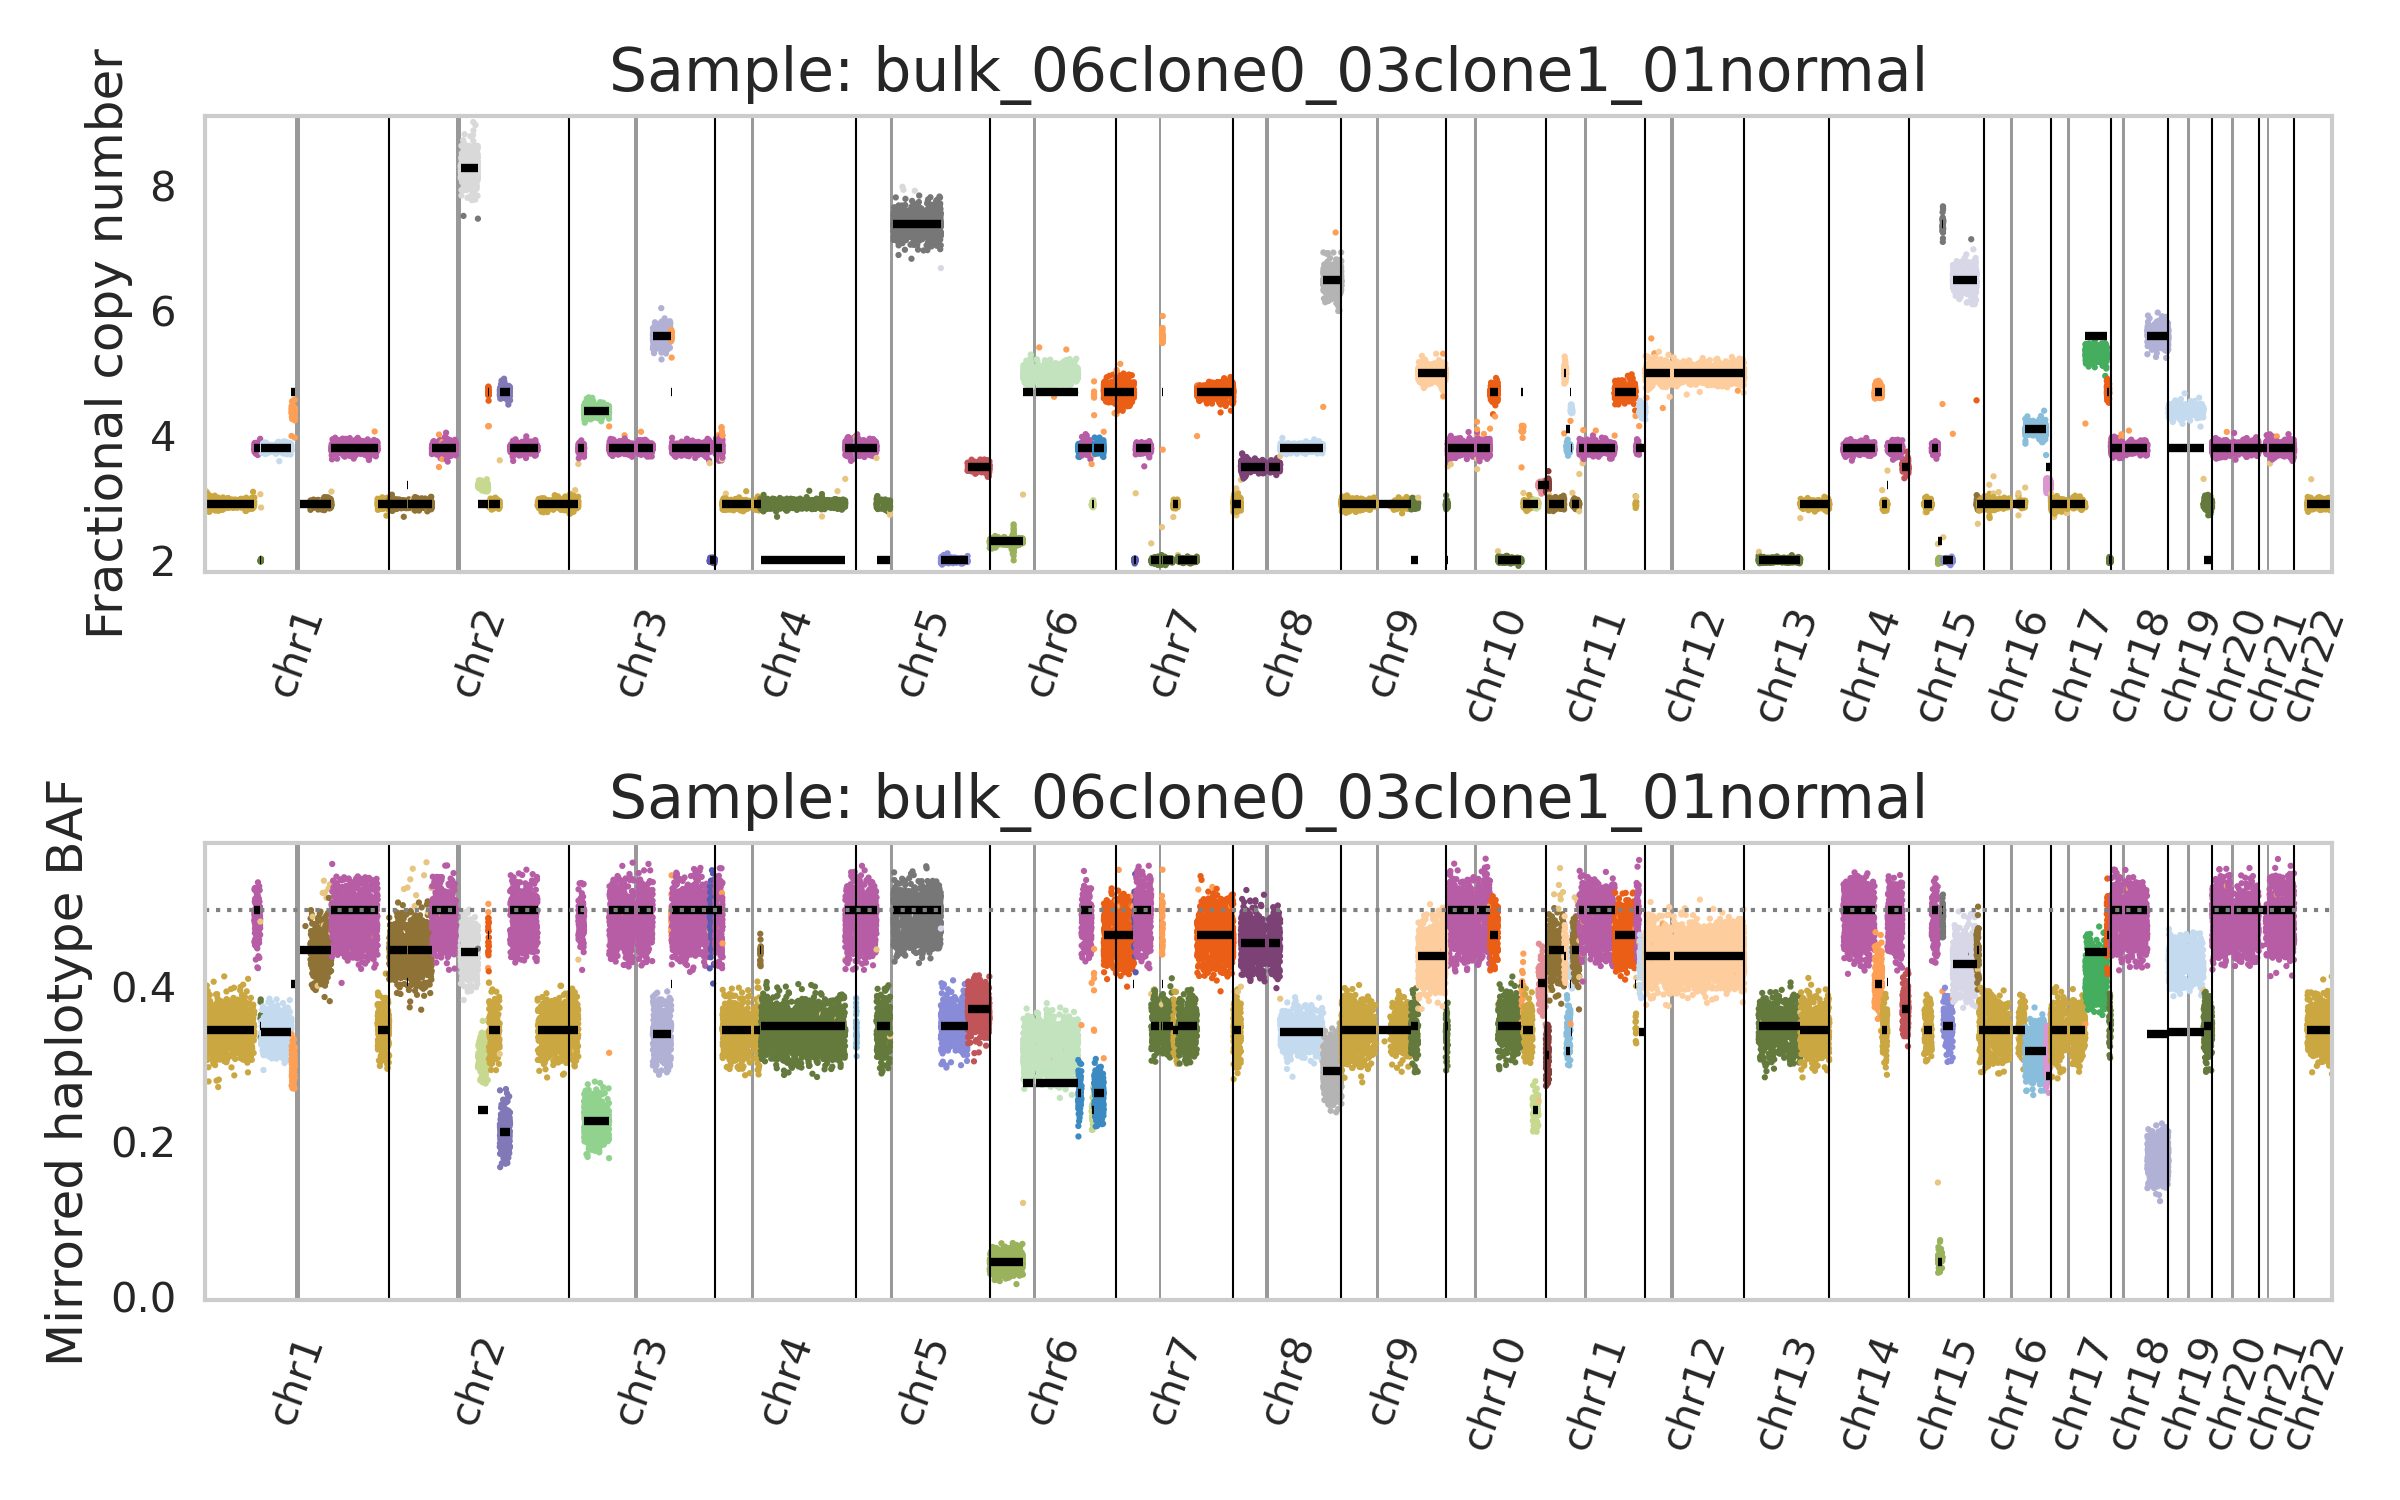 Sample: bulk_06clone0_03clone1_01normal
Fractional copy number
8
6
4
2
chr1 chr2 chr3 chr4 chr5 chr6 chr7 chr8 chr9 chr10 chr11 chr12 chr13 chr14 chr15 chr16 chr17 chr18 chr19 chr20 chr21 chr22
Sample: bulk_06clone0_03clone1_01normal
Mirrored haplotype BAF
0.4
0.2
0.0
chr1 chr2 chr3 chr4 chr5 chr6 chr7 chr8 chr9 chr10 chr11 chr12 chr13 chr14 chr15 chr16 chr17 chr18 chr19 chr20 chr21 chr22